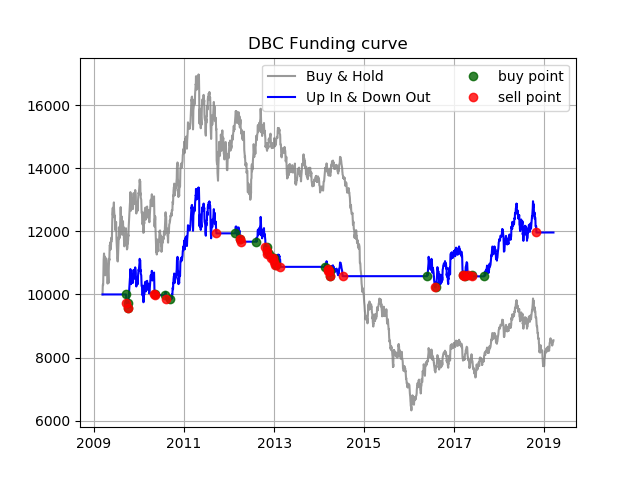 DBC Funding curve
Buy & Hold
Up In & Down Out
buy point
sell point
16000
14000
12000
10000
8000
6000
2009 2011 2013 2015 2017 2019